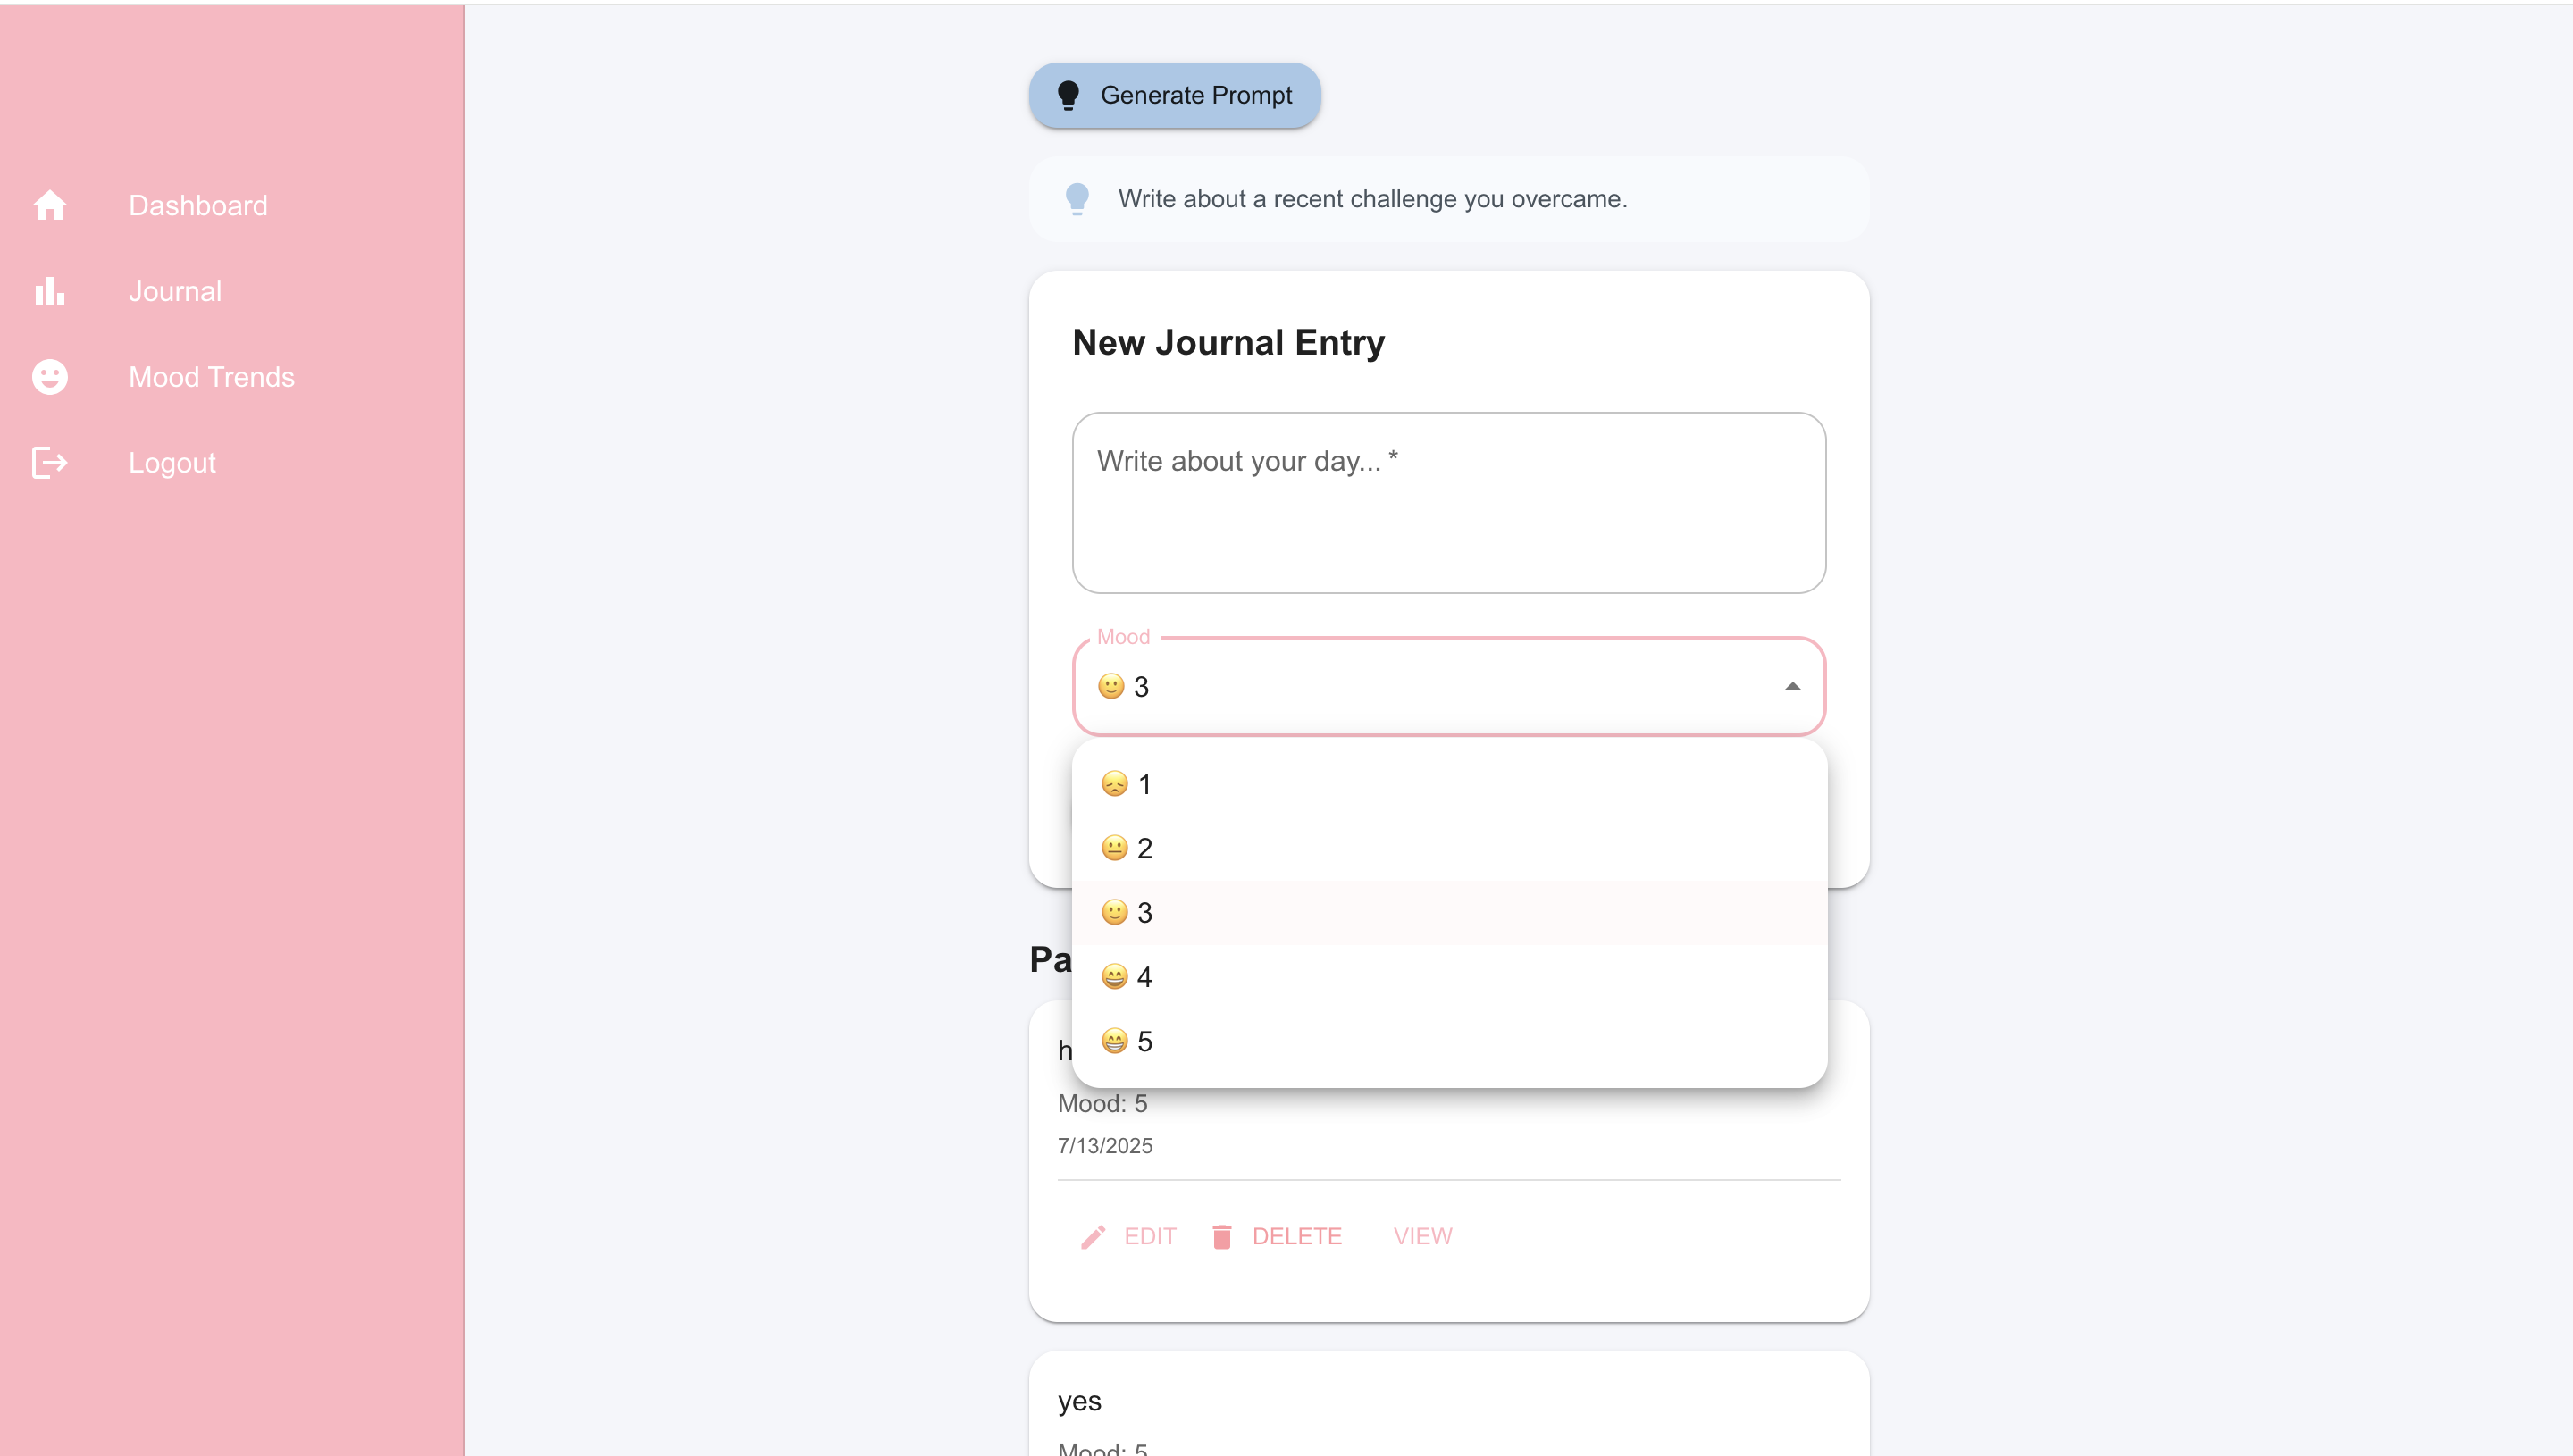 Dashboard
Journal
Mood Trends
Logout
Generate Prompt
Write about a recent challenge you overcame.
New Journal Entry
Write about your day... *
Mood
🙂 3
😞 1
😐 2
🙂 3
😄 4
😁 5
Mood: 5
7/13/2025
EDIT DELETE VIEW
yes
Mood: 5